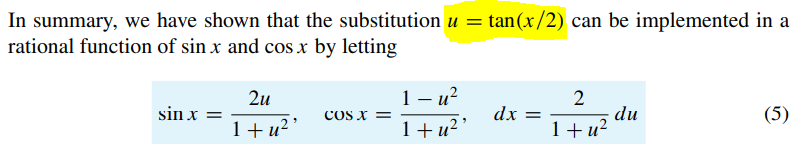 In summary, we have shown that the substitution u = tan(x/2) can be implemented in a
rational function of sin x and cos x by letting
sin x = 2u / (1 + u²), cos x = (1 − u²) / (1 + u²), dx = 2 / (1 + u²) du (5)